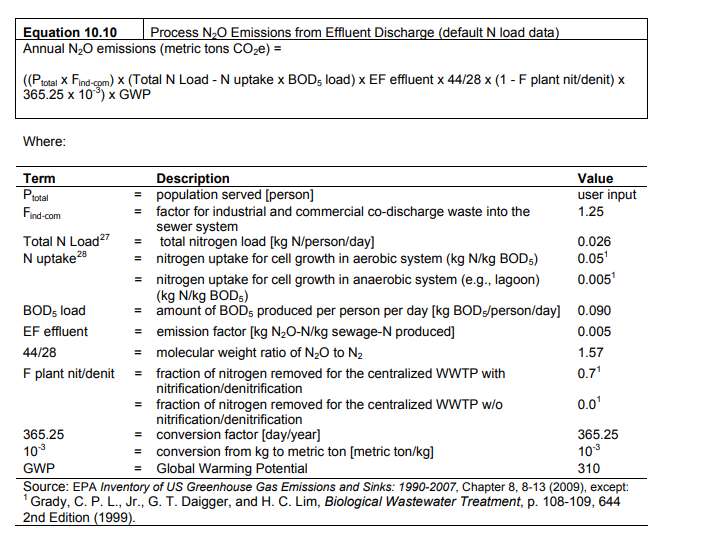 Equation 10.10 Process N₂O Emissions from Effluent Discharge (default N load data)
Annual N₂O emissions (metric tons CO₂e) =
((Ptotal x Find-com) x (Total N Load - N uptake x BOD₅ load) x EF effluent x 44/28 x (1 - F plant nit/denit) x
365.25 x 10⁻³) x GWP
Where:
Term Description Value
Ptotal = population served [person] user input
Find-com = factor for industrial and commercial co-discharge waste into the 1.25
sewer system
Total N Load²⁷ = total nitrogen load [kg N/person/day] 0.026
N uptake²⁸ = nitrogen uptake for cell growth in aerobic system (kg N/kg BOD₅) 0.05¹
= nitrogen uptake for cell growth in anaerobic system (e.g., lagoon) 0.005¹
(kg N/kg BOD₅)
BOD₅ load = amount of BOD₅ produced per person per day [kg BOD₅/person/day] 0.090
EF effluent = emission factor [kg N₂O-N/kg sewage-N produced] 0.005
44/28 = molecular weight ratio of N₂O to N₂ 1.57
F plant nit/denit = fraction of nitrogen removed for the centralized WWTP with 0.7¹
nitrification/denitrification
= fraction of nitrogen removed for the centralized WWTP w/o 0.0¹
nitrification/denitrification
365.25 = conversion factor [day/year] 365.25
10⁻³ = conversion from kg to metric ton [metric ton/kg] 10⁻³
GWP = Global Warming Potential 310
Source: EPA Inventory of US Greenhouse Gas Emissions and Sinks: 1990-2007, Chapter 8, 8-13 (2009), except:
¹ Grady, C. P. L., Jr., G. T. Daigger, and H. C. Lim, Biological Wastewater Treatment, p. 108-109, 644
2nd Edition (1999).